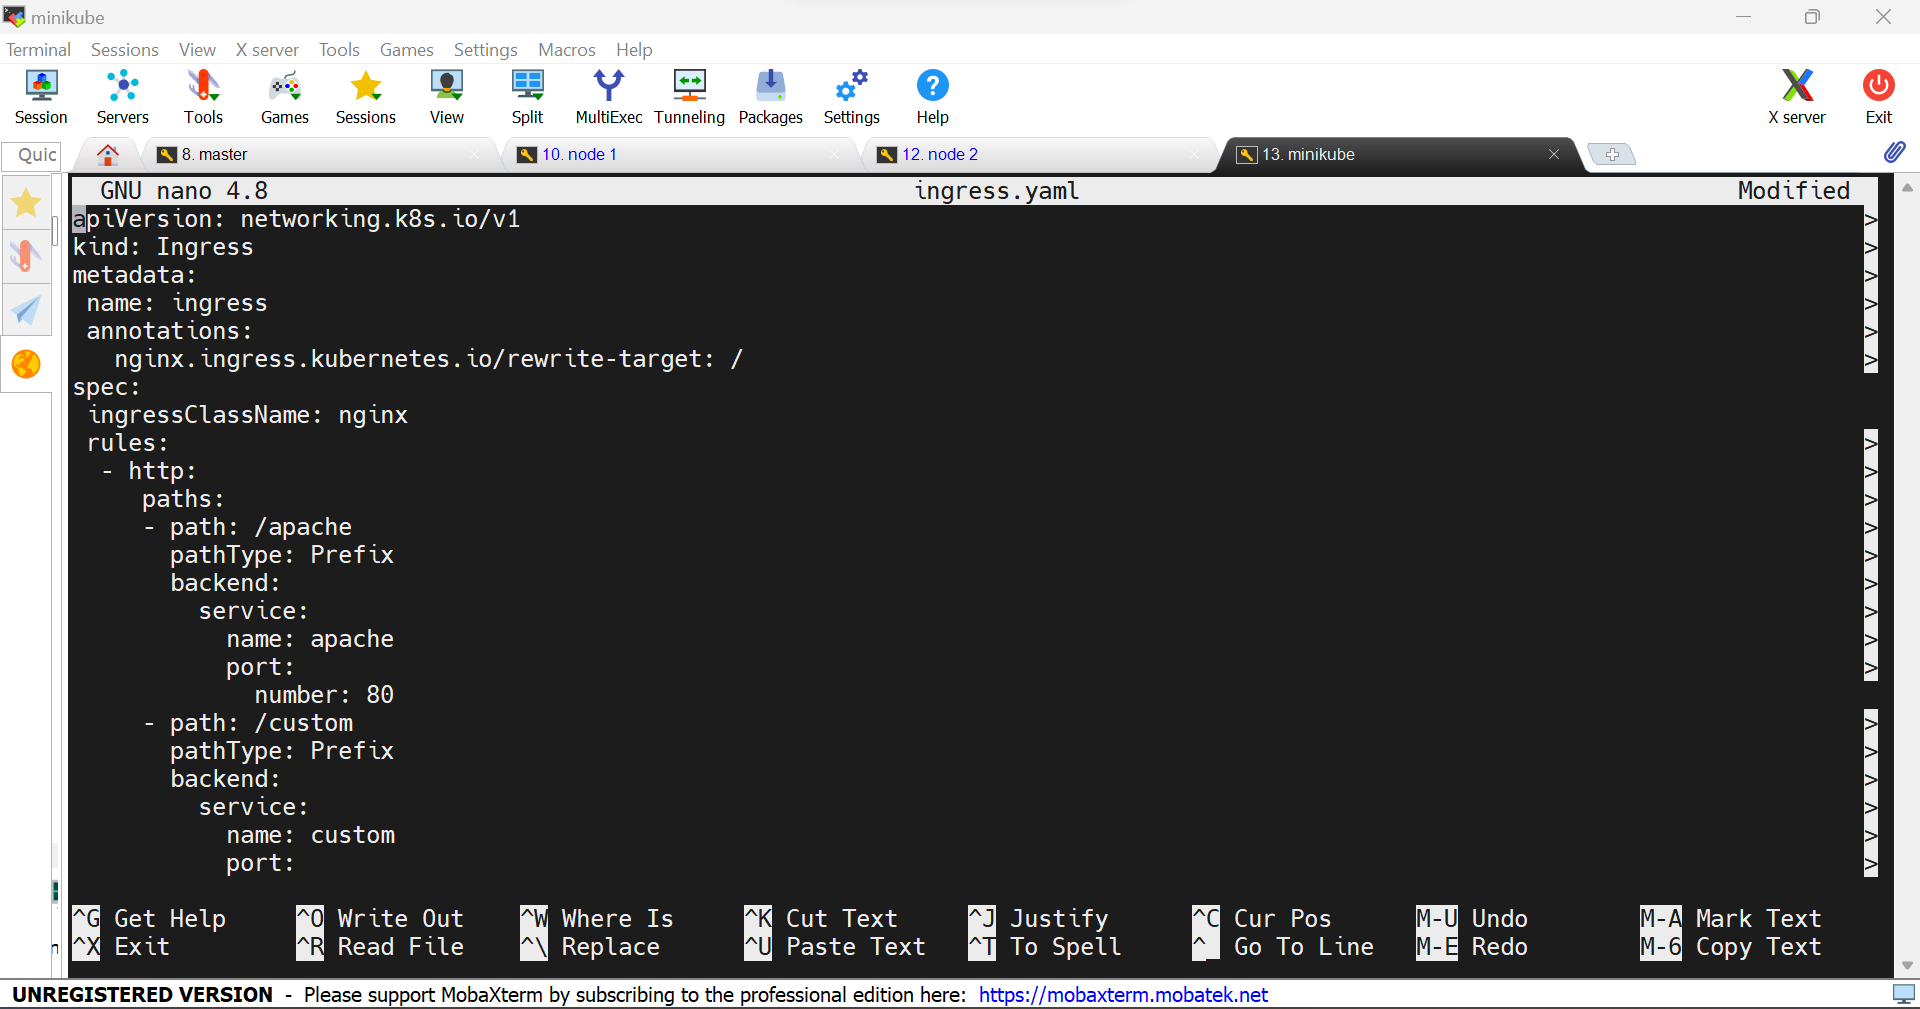 minikube
Terminal Sessions View X server Tools Games Settings Macros Help
Session Servers Tools Games Sessions View Split MultiExec Tunneling Packages Settings Help X server Exit
Quic 8. master 10. node 1 12. node 2 13. minikube
GNU nano 4.8 ingress.yaml Modified
apiVersion: networking.k8s.io/v1 >
kind: Ingress >
metadata: >
 name: ingress >
 annotations: >
   nginx.ingress.kubernetes.io/rewrite-target: / >
spec:
 ingressClassName: nginx
 rules: >
  - http: >
     paths: >
     - path: /apache >
       pathType: Prefix >
       backend: >
         service: >
           name: apache >
           port: >
             number: 80
     - path: /custom >
       pathType: Prefix >
       backend: >
         service: >
           name: custom >
           port: >
^G Get Help ^O Write Out ^W Where Is ^K Cut Text ^J Justify ^C Cur Pos M-U Undo M-A Mark Text
^X Exit ^R Read File ^\ Replace ^U Paste Text ^T To Spell ^_ Go To Line M-E Redo M-6 Copy Text
UNREGISTERED VERSION - Please support MobaXterm by subscribing to the professional edition here: https://mobaxterm.mobatek.net